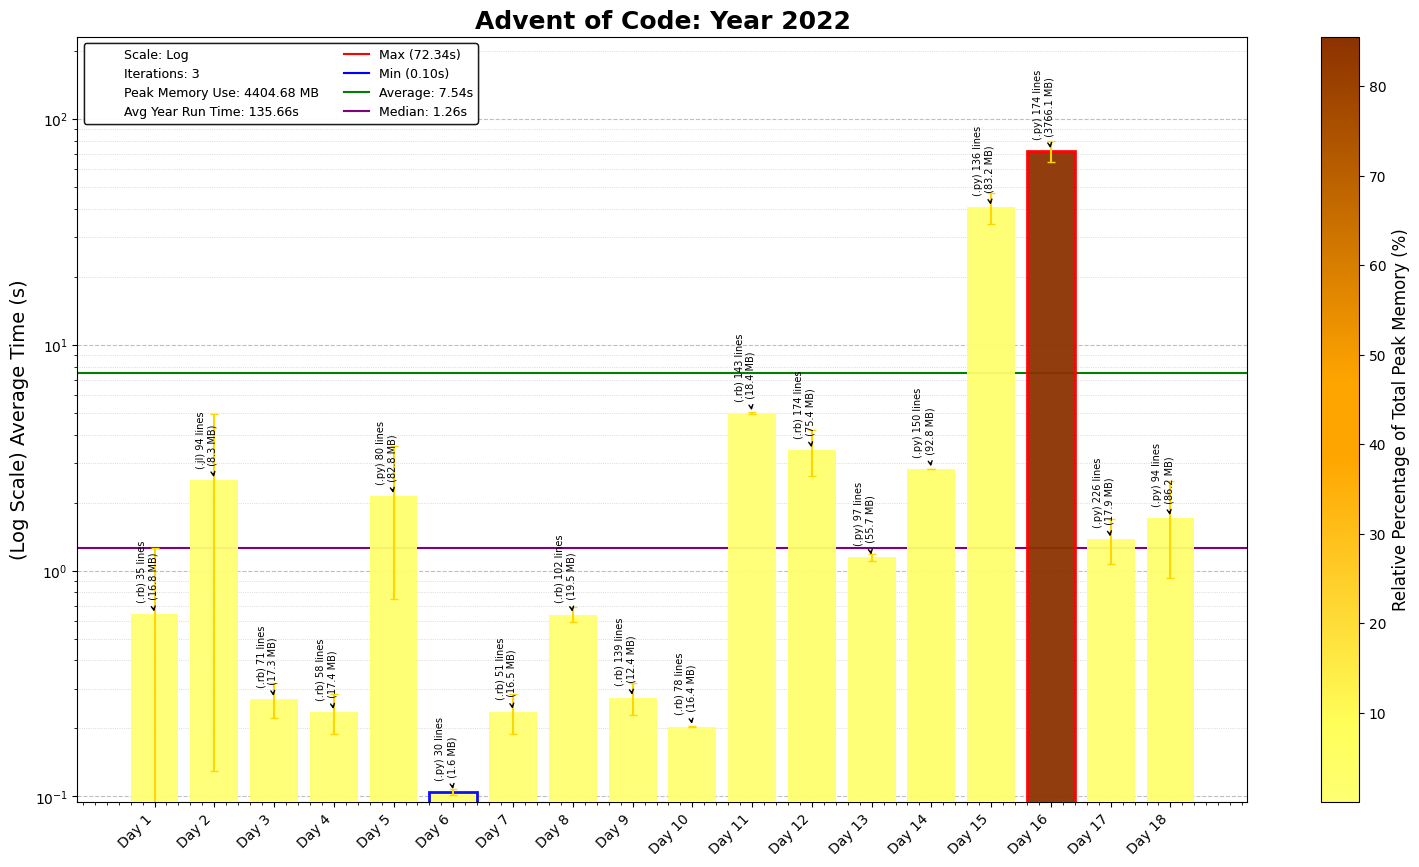 Advent of Code: Year 2022
Scale: Log
Iterations: 3
Peak Memory Use: 4404.68 MB
Avg Year Run Time: 135.66s
Max (72.34s)
Min (0.10s)
Average: 7.54s
Median: 1.26s
(Log Scale) Average Time (s)
10²
10¹
10⁰
10⁻¹
(.rb) 35 lines
(16.8 MB)
(.jl) 94 lines
(8.3 MB)
(.rb) 71 lines
(17.3 MB)
(.rb) 58 lines
(17.4 MB)
(.py) 80 lines
(82.8 MB)
(.py) 30 lines
(1.6 MB)
(.rb) 51 lines
(16.5 MB)
(.rb) 102 lines
(19.5 MB)
(.rb) 139 lines
(12.4 MB)
(.rb) 78 lines
(16.4 MB)
(.rb) 143 lines
(18.4 MB)
(.rb) 174 lines
(75.4 MB)
(.py) 97 lines
(55.7 MB)
(.py) 150 lines
(92.8 MB)
(.py) 136 lines
(83.2 MB)
(.py) 174 lines
(3766.1 MB)
(.py) 226 lines
(17.9 MB)
(.py) 94 lines
(86.2 MB)
Day 1
Day 2
Day 3
Day 4
Day 5
Day 6
Day 7
Day 8
Day 9
Day 10
Day 11
Day 12
Day 13
Day 14
Day 15
Day 16
Day 17
Day 18
80
70
60
50
40
30
20
10
Relative Percentage of Total Peak Memory (%)